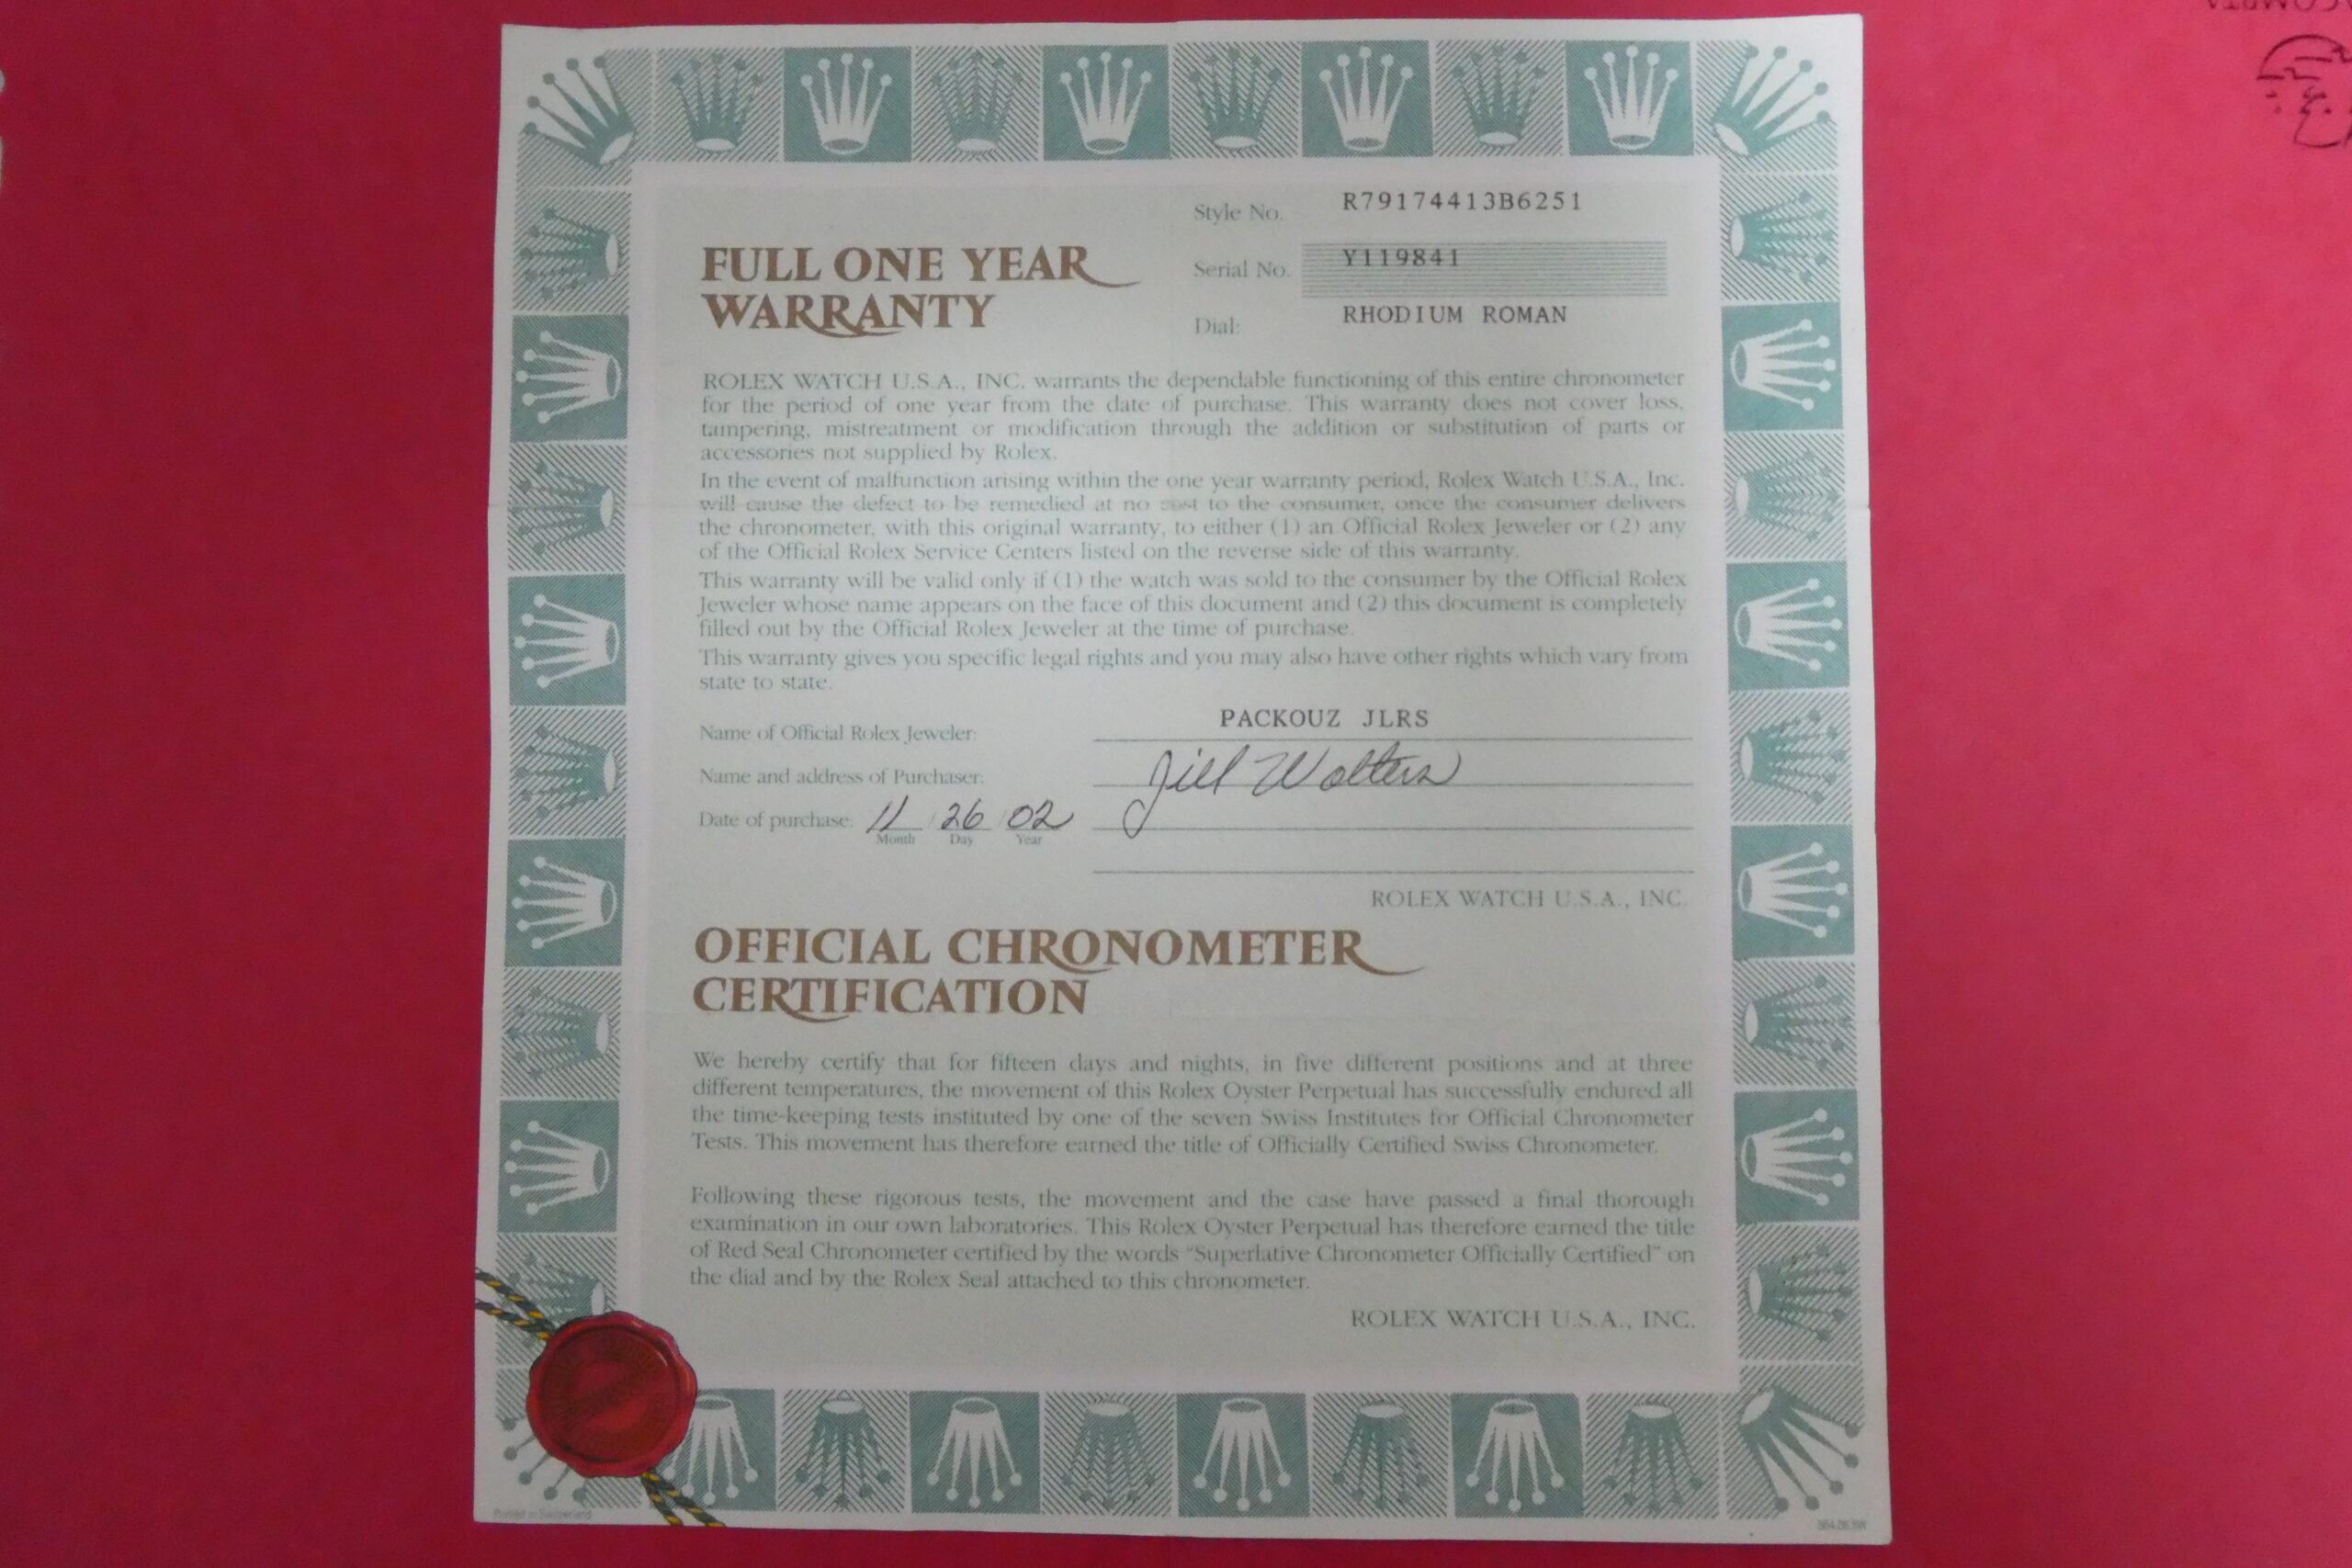 Style No. R79174413B6251
FULL ONE YEAR
WARRANTY
Serial No. Y119841
Dial: RHODIUM ROMAN
ROLEX WATCH U.S.A., INC. warrants the dependable functioning of this entire chronometer
for the period of one year from the date of purchase. This warranty does not cover loss,
tampering, mistreatment or modification through the addition or substitution of parts or
accessories not supplied by Rolex.
In the event of malfunction arising within the one year warranty period, Rolex Watch U.S.A., Inc.
will cause the defect to be remedied at no cost to the consumer, once the consumer delivers
the chronometer, with this original warranty, to either (1) an Official Rolex Jeweler or (2) any
of the Official Rolex Service Centers listed on the reverse side of this warranty.
This warranty will be valid only if (1) the watch was sold to the consumer by the Official Rolex
Jeweler whose name appears on the face of this document and (2) this document is completely
filled out by the Official Rolex Jeweler at the time of purchase.
This warranty gives you specific legal rights and you may also have other rights which vary from
state to state.
Name of Official Rolex Jeweler: PACKOUZ JLRS
Name and address of Purchaser: Jill Wolters
Date of purchase: 11 / 26 / 02
Month Day Year
ROLEX WATCH U.S.A., INC.
OFFICIAL CHRONOMETER
CERTIFICATION
We hereby certify that for fifteen days and nights, in five different positions and at three
different temperatures, the movement of this Rolex Oyster Perpetual has successfully endured all
the time-keeping tests instituted by one of the seven Swiss Institutes for Official Chronometer
Tests. This movement has therefore earned the title of Officially Certified Swiss Chronometer.
Following these rigorous tests, the movement and the case have passed a final thorough
examination in our own laboratories. This Rolex Oyster Perpetual has therefore earned the title
of Red Seal Chronometer certified by the words "Superlative Chronometer Officially Certified" on
the dial and by the Rolex Seal attached to this chronometer.
ROLEX WATCH U.S.A., INC.
Printed in Switzerland